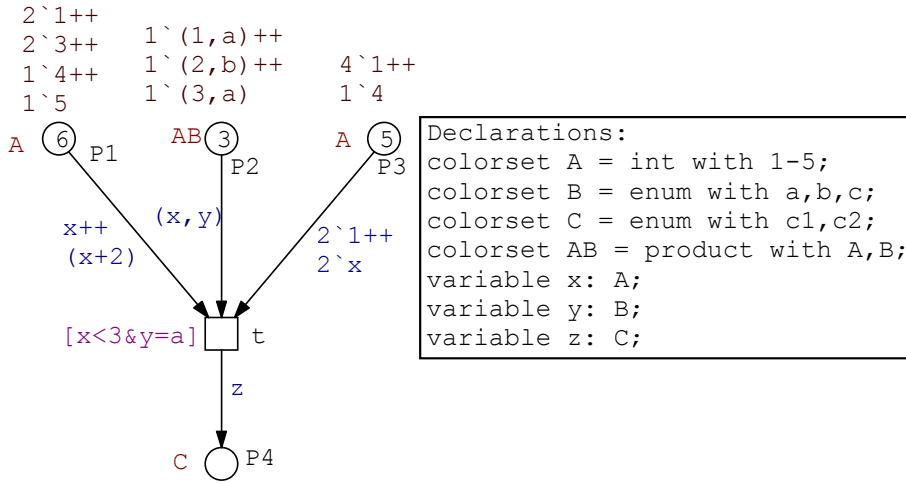 2`1++
2`3++
1`4++
1`5
1`(1,a)++
1`(2,b)++
1`(3,a)
4`1++
1`4
A
6
P1
AB
3
P2
A
5
P3
x++
(x+2)
(x,y)
2`1++
2`x
[x<3&y=a]
t
z
C
P4
Declarations:
colorset A = int with 1-5;
colorset B = enum with a,b,c;
colorset C = enum with c1,c2;
colorset AB = product with A,B;
variable x: A;
variable y: B;
variable z: C;